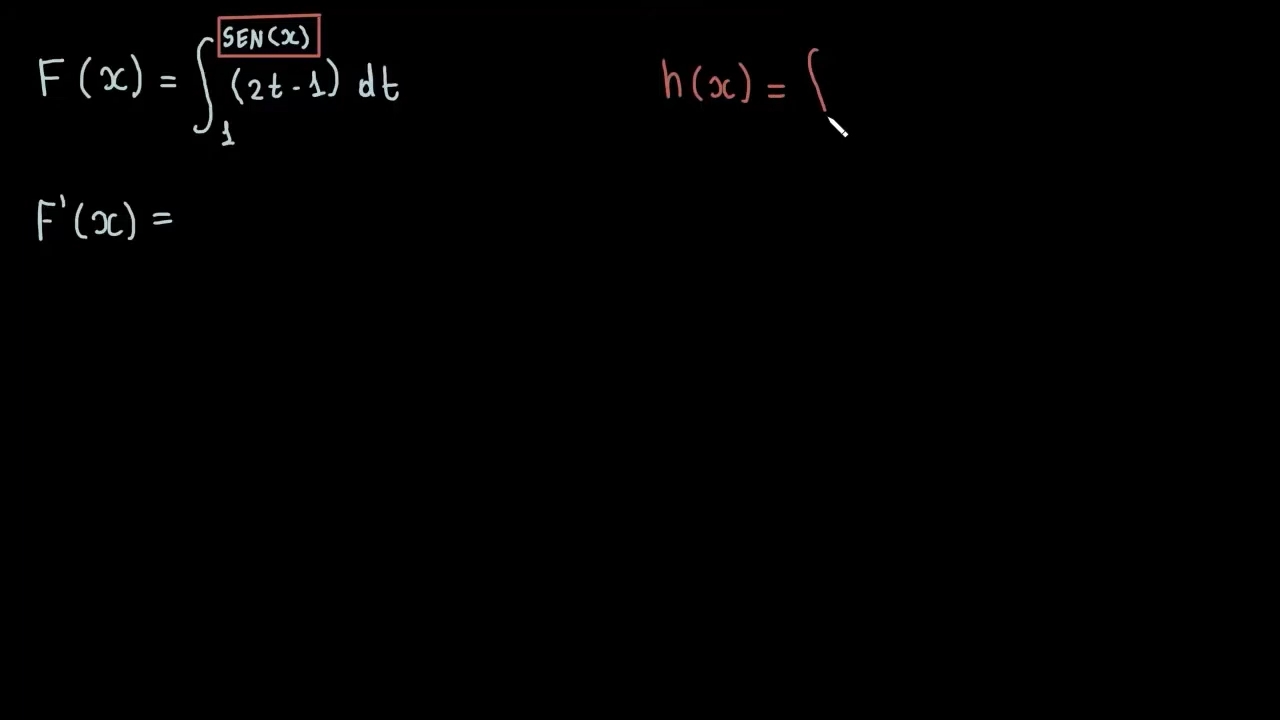 F(x) = ∫₁^SEN(x) (2t - 1) dt
h(x) = ∫
F'(x) =